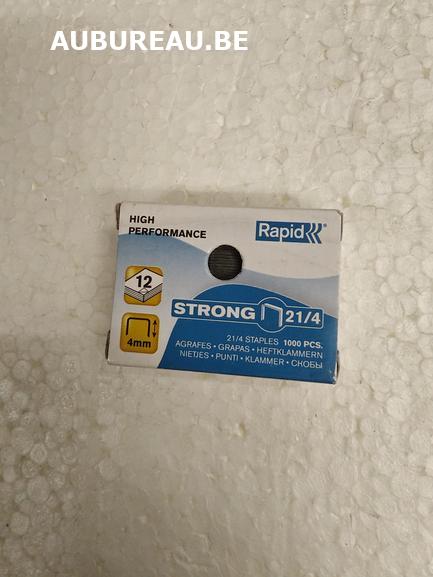 AUBUREAU.BE
HIGH
PERFORMANCE
Rapid
12
STRONG 21/4
4mm
21/4 STAPLES 1000 PCS.
AGRAFES • GRAPAS • HEFTKLAMMERN
NIETJES • PUNTI • KLAMMER • СКОБЫ